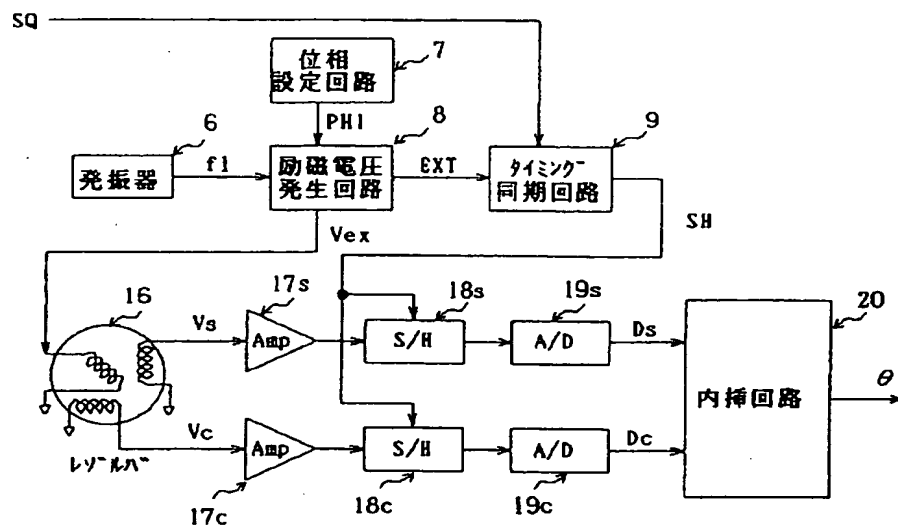 SQ
位相
設定回路
7
PHI
6
8
9
発振器
f1
励磁電圧
発生回路
EXT
タイミング
同期回路
Vex
SH
16
17s
18s
19s
20
Vs
Amp
S/H
A/D
Ds
内挿回路
θ
Vc
Amp
S/H
A/D
Dc
レゾルバ
17c
18c
19c